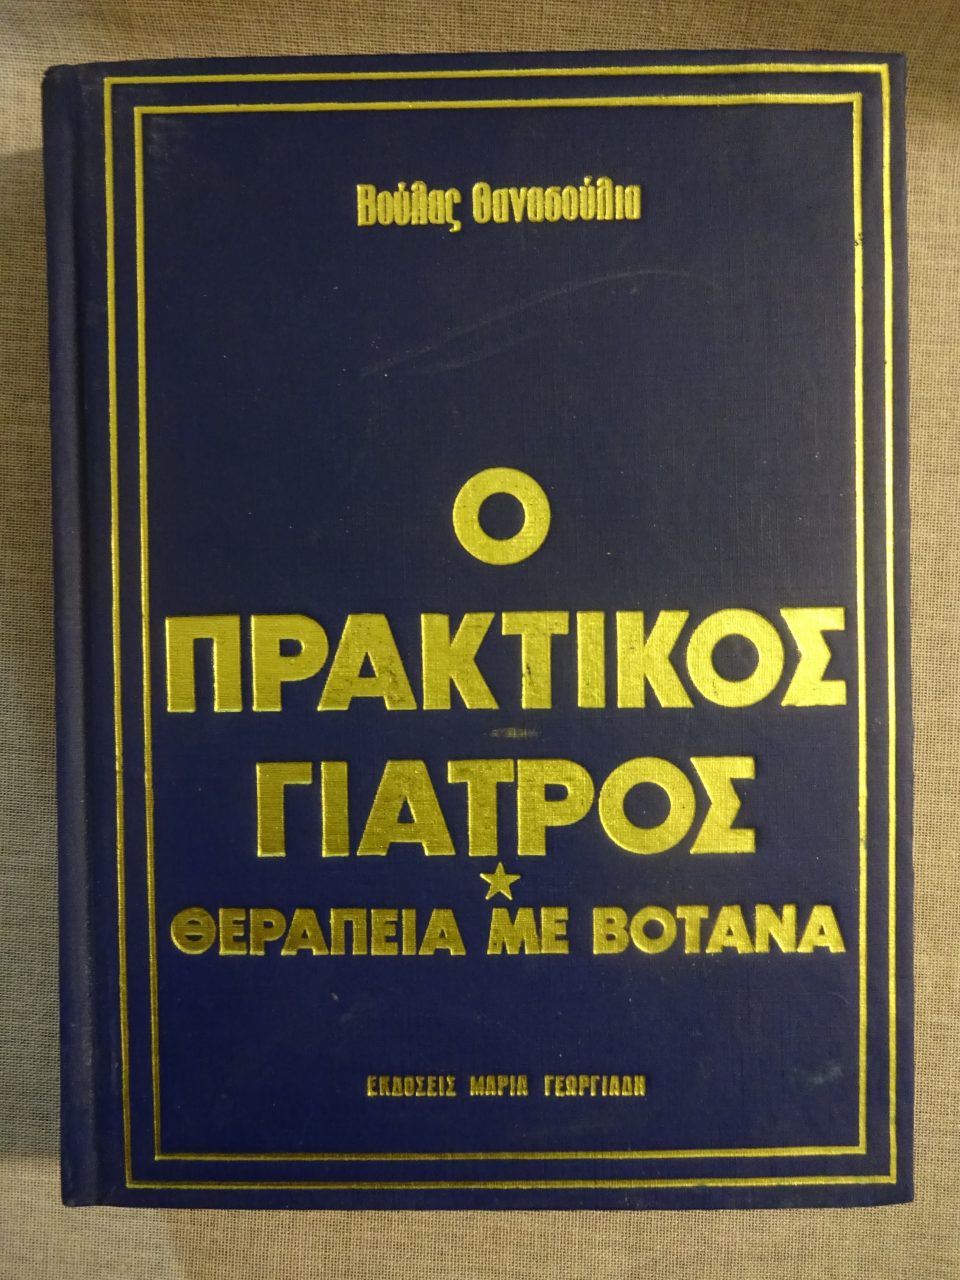 Βούλας Θανασούλια
Ο
ΠΡΑΚΤΙΚΟΣ
ΓΙΑΤΡΟΣ
ΘΕΡΑΠΕΙΑ ΜΕ ΒΟΤΑΝΑ
ΕΚΔΟΣΕΙΣ ΜΑΡΙΑ ΓΕΩΡΓΙΑΔΗ